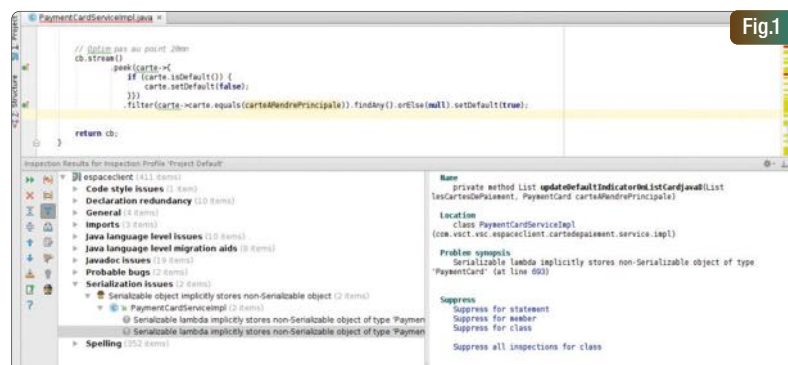 PaymentCardServiceImpl.java ×
Fig.1
1: Project
2: Structure
// Optim pas au point 20mn
cb.stream()
.peek(carte->{
if (carte.isDefault()) {
carte.setDefault(false);
}})
.filter(carte->carte.equals(carteARendrePrincipale)).findAny().orElse(null).setDefault(true);
return cb;
}
Inspection Results for Inspection Profile 'Project Default'
espaceclient (411 items)
Code style issues (1 item)
Declaration redundancy (10 items)
General (4 items)
Imports (3 items)
Java language level issues (10 items)
Java language level migration aids (8 items)
Javadoc issues (19 items)
Probable bugs (2 items)
Serialization issues (2 items)
Serializable object implicitly stores non-Serializable object (2 items)
PaymentCardServiceImpl (2 items)
Serializable lambda implicitly stores non-Serializable object of type 'Paymen
Serializable lambda implicitly stores non-Serializable object of type 'Paymen
Spelling (352 items)
Name
private method List updateDefaultIndicatorOnListCardjava8(List
lesCartesDePaiement, PaymentCard carteARendrePrincipale)
Location
class PaymentCardServiceImpl
(com.vsct.vsc.espaceclient.cartedepaiement.service.impl)
Problem synopsis
Serializable lambda implicitly stores non-Serializable object of type
'PaymentCard' (at line 693)
Suppress
Suppress for statement
Suppress for member
Suppress for class
Suppress all inspections for class